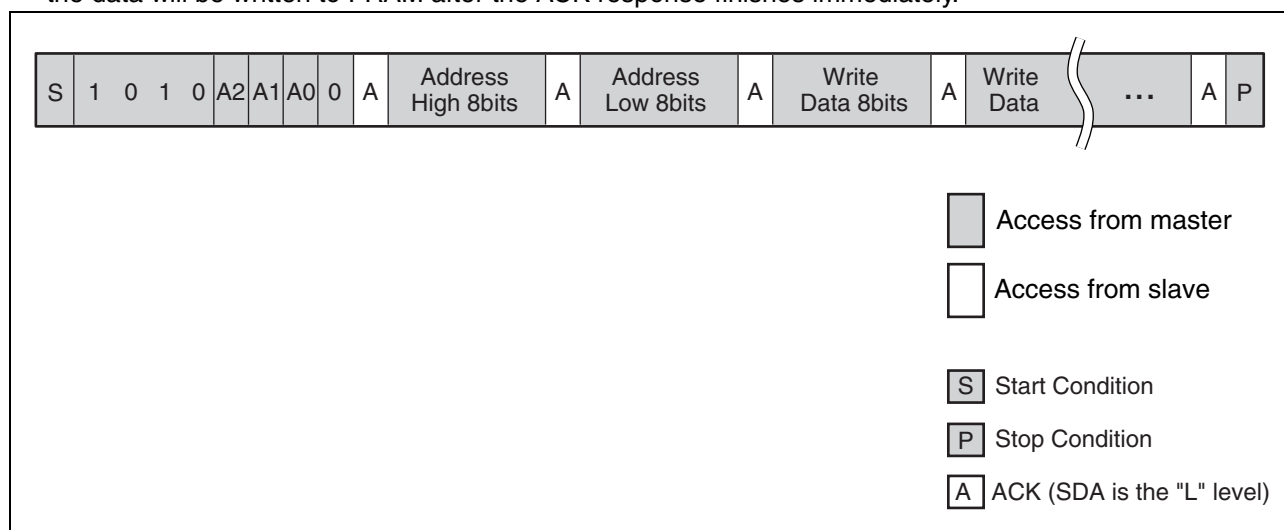 the data will be written to FRAM after the ACK response finishes immediately.
S 1 0 1 0 A2 A1 A0 0 A Address High 8bits A Address Low 8bits A Write Data 8bits A Write Data ... A P
Access from master
Access from slave
S Start Condition
P Stop Condition
A ACK (SDA is the "L" level)